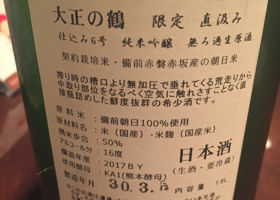 大正の鶴 限定 直汲み
仕込み6号 純米吟醸 無ろ過生原酒
契約栽培米・備前赤磐赤坂産の朝日米
搾り時の槽口より無加圧で垂れてくる荒走りから
中取り部分をなるべく空気に触れさすことなく直
接瓶詰めした鮮度抜群の希少酒です。
原料米:備前朝日100%使用
原材料:米(国産)・米麹(国産米)
精米歩合:50%
アルコール分:16度
醸造年度:2017BY
使用酵母:KA1(熊本酵母)
製造年月 30.3.
日本酒
(生酒・要冷蔵)
内容量 1.8L